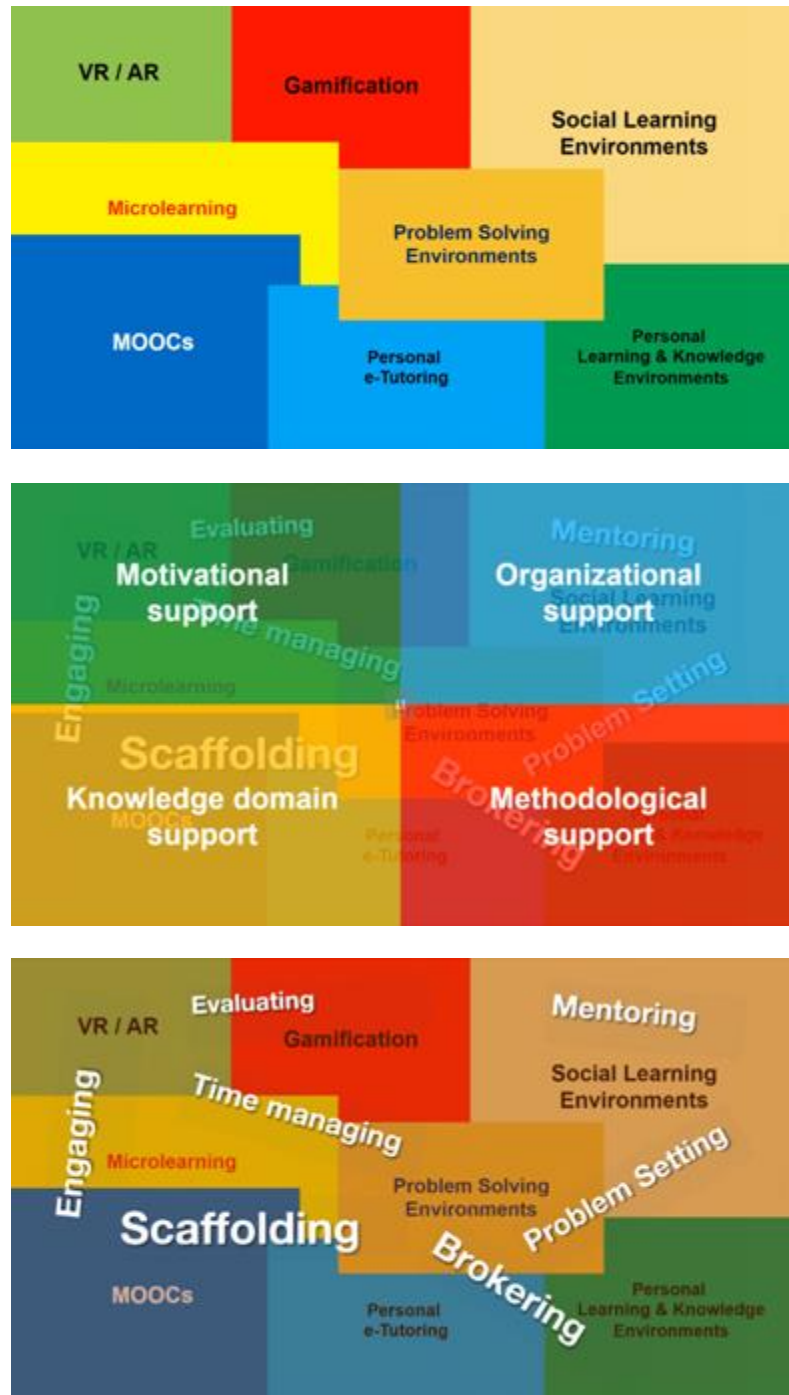 VR / AR
Gamification
Social Learning
Environments
Microlearning
Problem Solving
Environments
MOOCs
Personal
e-Tutoring
Personal
Learning & Knowledge
Environments
Evaluating
Mentoring
VR / AR
Gamification
Motivational
support
Organizational
support
Social Learning
Environments
Engaging
Time managing
Microlearning
Problem Solving
Environments
Problem Setting
Scaffolding
Brokering
Knowledge domain
support
Methodological
support
MOOCs
Personal
e-Tutoring
Personal
& Knowledge
Environments
Evaluating
Mentoring
VR / AR
Gamification
Social Learning
Environments
Engaging
Time managing
Microlearning
Problem Solving
Environments
Problem Setting
Scaffolding
Brokering
MOOCs
Personal
e-Tutoring
Personal
Learning & Knowledge
Environments